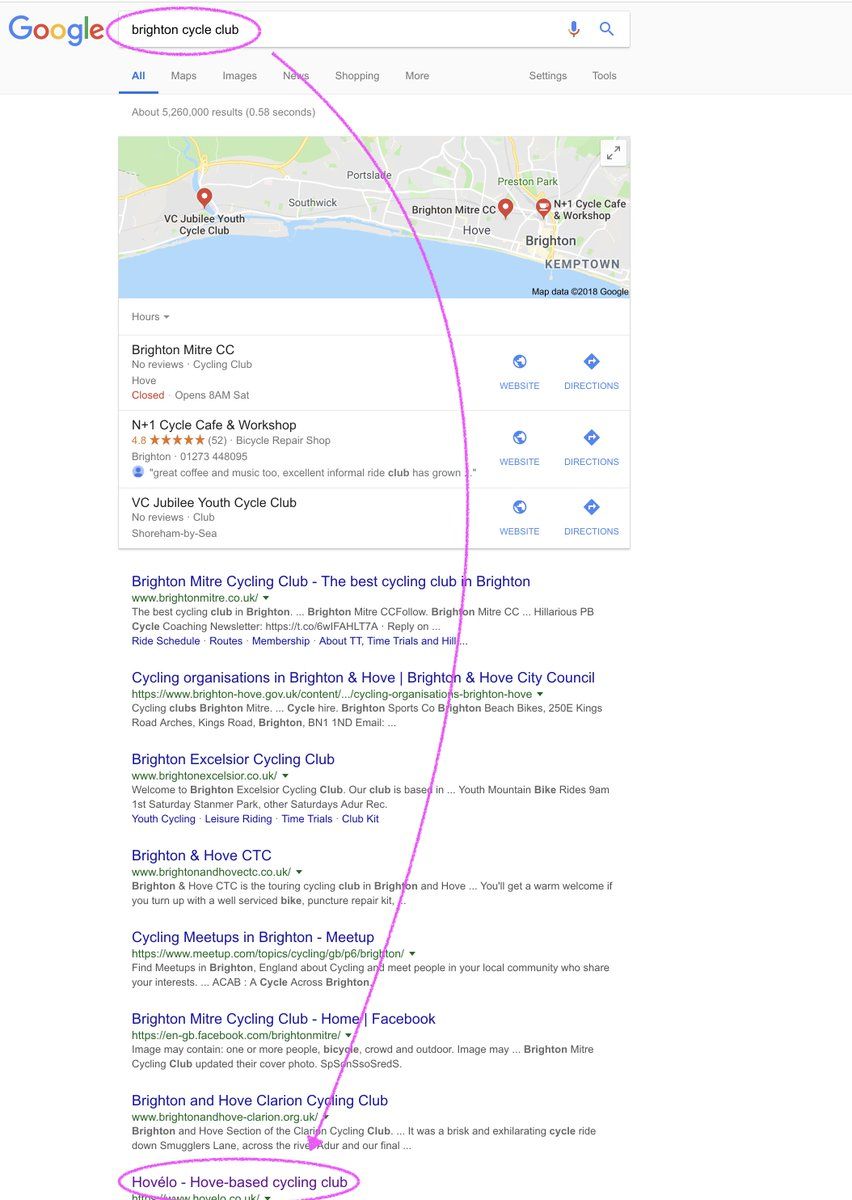 Google
brighton cycle club
All Maps Images News Shopping More Settings Tools
About 5,260,000 results (0.58 seconds)
Portslade
Preston Park
Southwick
VC Jubilee Youth
Cycle Club
Brighton Mitre CC
N+1 Cycle Cafe
& Workshop
Hove
Brighton
KEMPTOWN
Map data ©2018 Google
Hours
Brighton Mitre CC
No reviews · Cycling Club
Hove
Closed · Opens 8AM Sat
WEBSITE DIRECTIONS
N+1 Cycle Cafe & Workshop
4.8 ★★★★★ (52) · Bicycle Repair Shop
Brighton · 01273 448095
"great coffee and music too, excellent informal ride club has grown ..."
WEBSITE DIRECTIONS
VC Jubilee Youth Cycle Club
No reviews · Club
Shoreham-by-Sea
WEBSITE DIRECTIONS
Brighton Mitre Cycling Club - The best cycling club in Brighton
www.brightonmitre.co.uk/
The best cycling club in Brighton. ... Brighton Mitre CCFollow. Brighton Mitre CC ... Hillarious PB
Cycle Coaching Newsletter: https://t.co/6wIFAHLT7A · Reply on ...
Ride Schedule · Routes · Membership · About TT, Time Trials and Hill ...
Cycling organisations in Brighton & Hove | Brighton & Hove City Council
https://www.brighton-hove.gov.uk/content/.../cycling-organisations-brighton-hove
Cycling clubs Brighton Mitre. ... Cycle hire. Brighton Sports Co Brighton Beach Bikes, 250E Kings
Road Arches, Kings Road, Brighton, BN1 1ND Email: ...
Brighton Excelsior Cycling Club
www.brightonexcelsior.co.uk/
Welcome to Brighton Excelsior Cycling Club. Our club is based in ... Youth Mountain Bike Rides 9am
1st Saturday Stanmer Park, other Saturdays Adur Rec.
Youth Cycling · Leisure Riding · Time Trials · Club Kit
Brighton & Hove CTC
www.brightonandhovectc.co.uk/
Brighton & Hove CTC is the touring cycling club in Brighton and Hove ... You'll get a warm welcome if
you turn up with a well serviced bike, puncture repair kit, ...
Cycling Meetups in Brighton - Meetup
https://www.meetup.com/topics/cycling/gb/p6/brighton/
Find Meetups in Brighton, England about Cycling and meet people in your local community who share
your interests. ... ACAB : A Cycle Across Brighton.
Brighton Mitre Cycling Club - Home | Facebook
https://en-gb.facebook.com/brightonmitre/
Image may contain: one or more people, bicycle, crowd and outdoor. Image may ... Brighton Mitre
Cycling Club updated their cover photo. SpSonSsoSredS.
Brighton and Hove Clarion Cycling Club
www.brightonandhove-clarion.org.uk/
Brighton and Hove Section of the Clarion Cycling Club. ... It was a brisk and exhilarating cycle ride
down Smugglers Lane, across the river Adur and our final ...
Hovélo - Hove-based cycling club
https://www.hovelo.co.uk/